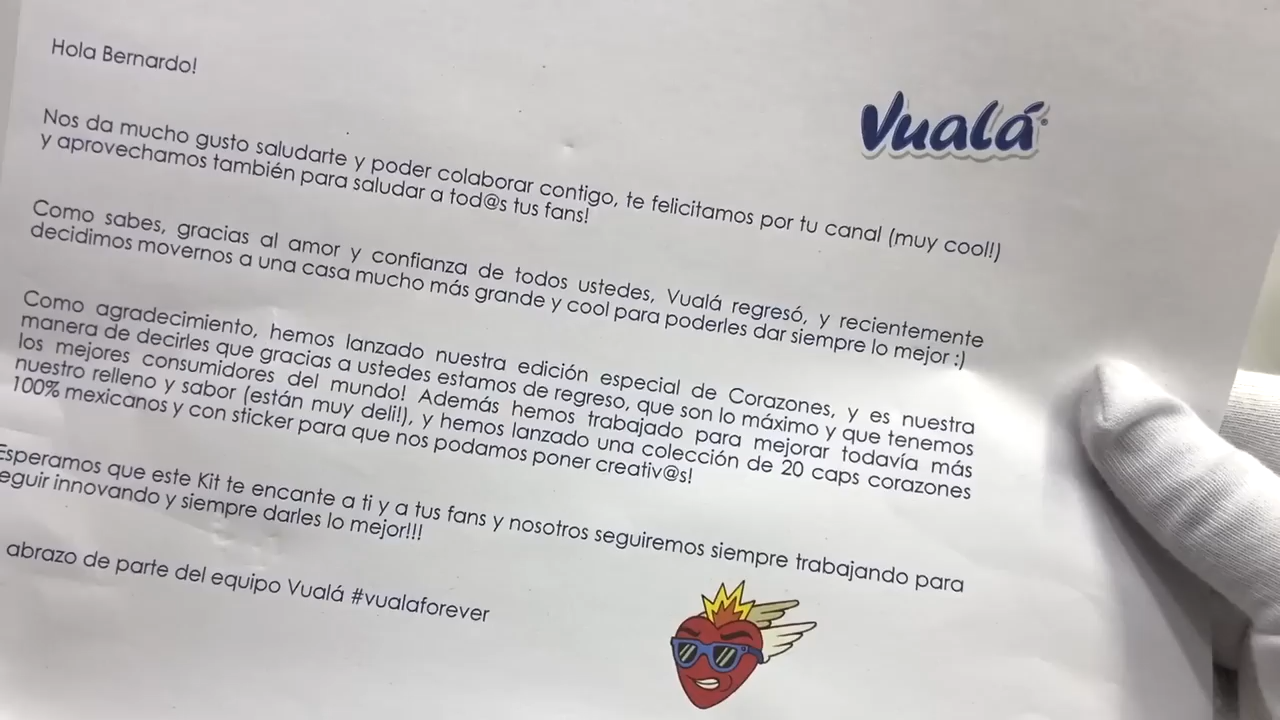 Hola Bernardo!
Vualá
Nos da mucho gusto saludarte y poder colaborar contigo, te felicitamos por tu canal (muy cool!)
y aprovechamos también para saludar a tod@s tus fans!
Como sabes, gracias al amor y confianza de todos ustedes, Vualá regresó, y recientemente
decidimos movernos a una casa mucho más grande y cool para poderles dar siempre lo mejor :)
Como agradecimiento, hemos lanzado nuestra edición especial de Corazones, y es nuestra
manera de decirles que gracias a ustedes estamos de regreso, que son lo máximo y que tenemos
los mejores consumidores del mundo! Además hemos trabajado para mejorar todavía más
nuestro relleno y sabor (están muy deli!), y hemos lanzado una colección de 20 caps corazones
100% mexicanos y con sticker para que nos podamos poner creativ@s!
Esperamos que este Kit te encante a ti y a tus fans y nosotros seguiremos siempre trabajando para
eguir innovando y siempre darles lo mejor!!!
abrazo de parte del equipo Vualá #vualaforever